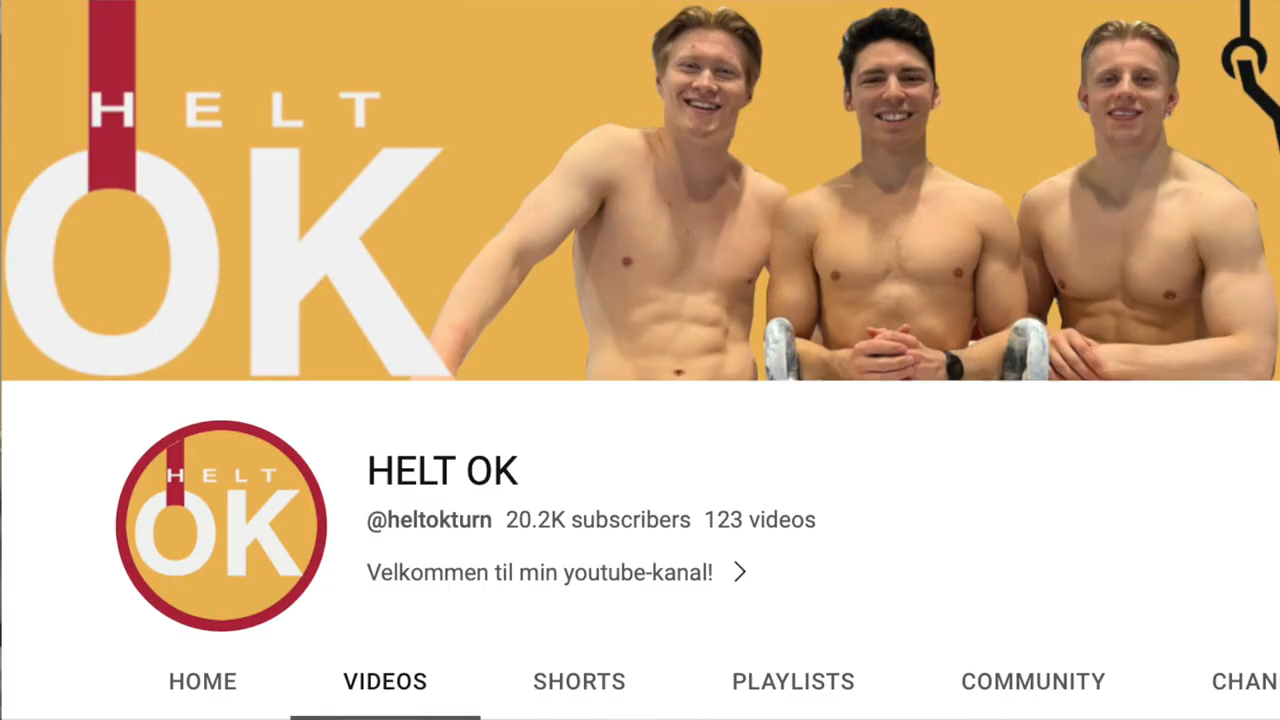 HELT
OK
HELT
OK
HELT OK
@heltokturn 20.2K subscribers 123 videos
Velkommen til min youtube-kanal!
HOME VIDEOS SHORTS PLAYLISTS COMMUNITY CHAN